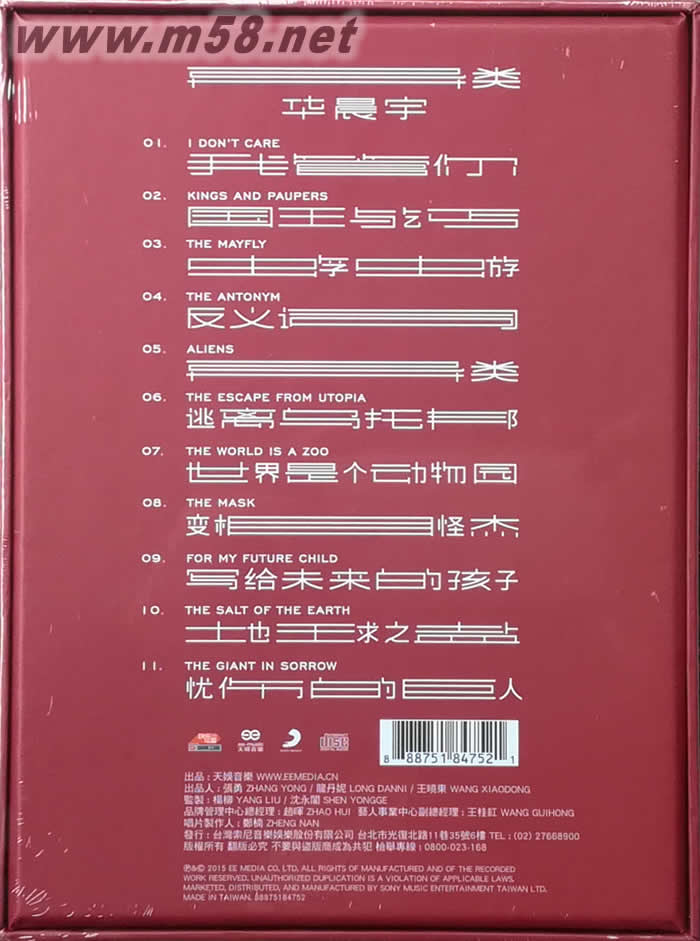 www.m58.net
异类
华晨宇
01. I DON'T CARE
我管你
02. KINGS AND PAUPERS
国王与乞丐
03. THE MAYFLY
蜉蝣
04. THE ANTONYM
反义词
05. ALIENS
异类
06. THE ESCAPE FROM UTOPIA
逃离乌托邦
07. THE WORLD IS A ZOO
世界是个动物园
08. THE MASK
变相怪杰
09. FOR MY FUTURE CHILD
写给未来的孩子
10. THE SALT OF THE EARTH
地球之盐
11. THE GIANT IN SORROW
忧伤的巨人
8 88751 84752 1
出品：天娛音樂 WWW.EEMEDIA.CN
出品人：張勇 ZHANG YONG / 龍丹妮 LONG DANNI / 王曉東 WANG XIAODONG
監製：楊柳 YANG LIU / 沈永閣 SHEN YONGGE
品牌管理中心總經理：趙暉 ZHAO HUI 藝人事業中心副總經理：王桂紅 WANG GUIHONG
唱片製作人：鄭楠 ZHENG NAN
發行：台灣索尼音樂娛樂股份有限公司 台北市光復北路11巷35號6樓 TEL：(02) 27668900
版權所有 翻版必究 不要與盜版商成為共犯 檢舉專線：0800-023-168
℗&© 2015 EE MEDIA CO, LTD, ALL RIGHTS OF MANUFACTURED AND OF THE RECORDED
WORK RESERVED, UNAUTHORIZED DUPLICATION IS A VIOLATION OF APPLICABLE LAWS.
MARKETED, DISTRIBUTED, AND MANUFACTURED BY SONY MUSIC ENTERTAINMENT TAIWAN LTD.
MADE IN TAIWAN. 88875184752